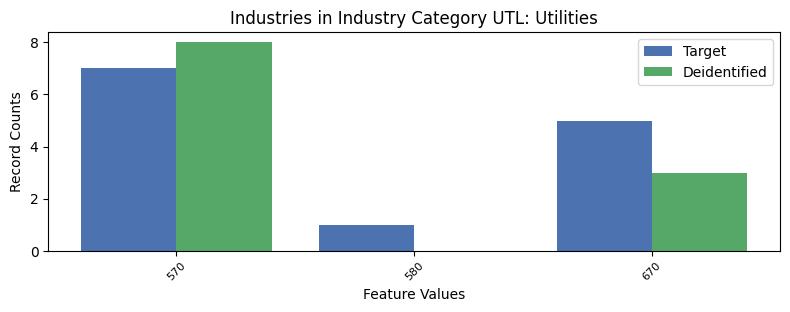 Industries in Industry Category UTL: Utilities
Target
Deidentified
Record Counts
8
6
4
2
0
570
580
670
Feature Values